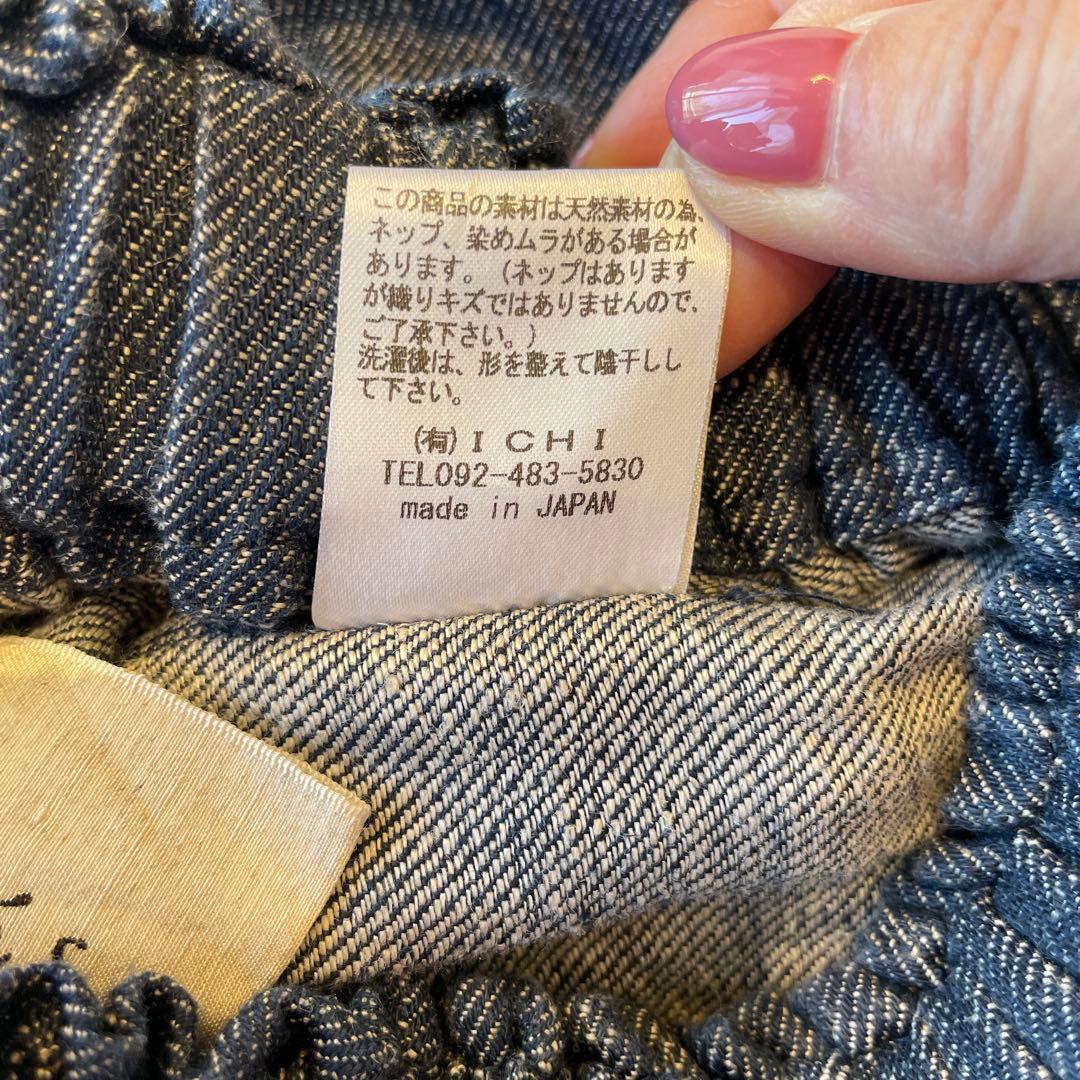 この商品の素材は天然素材の為、
ネップ、染めムラがある場合が
あります。（ネップはあります
が織りキズではありませんので、
ご了承下さい。）
洗濯後は、形を整えて陰干しし
て下さい。
(有)ICHI
TEL092-483-5830
made in JAPAN